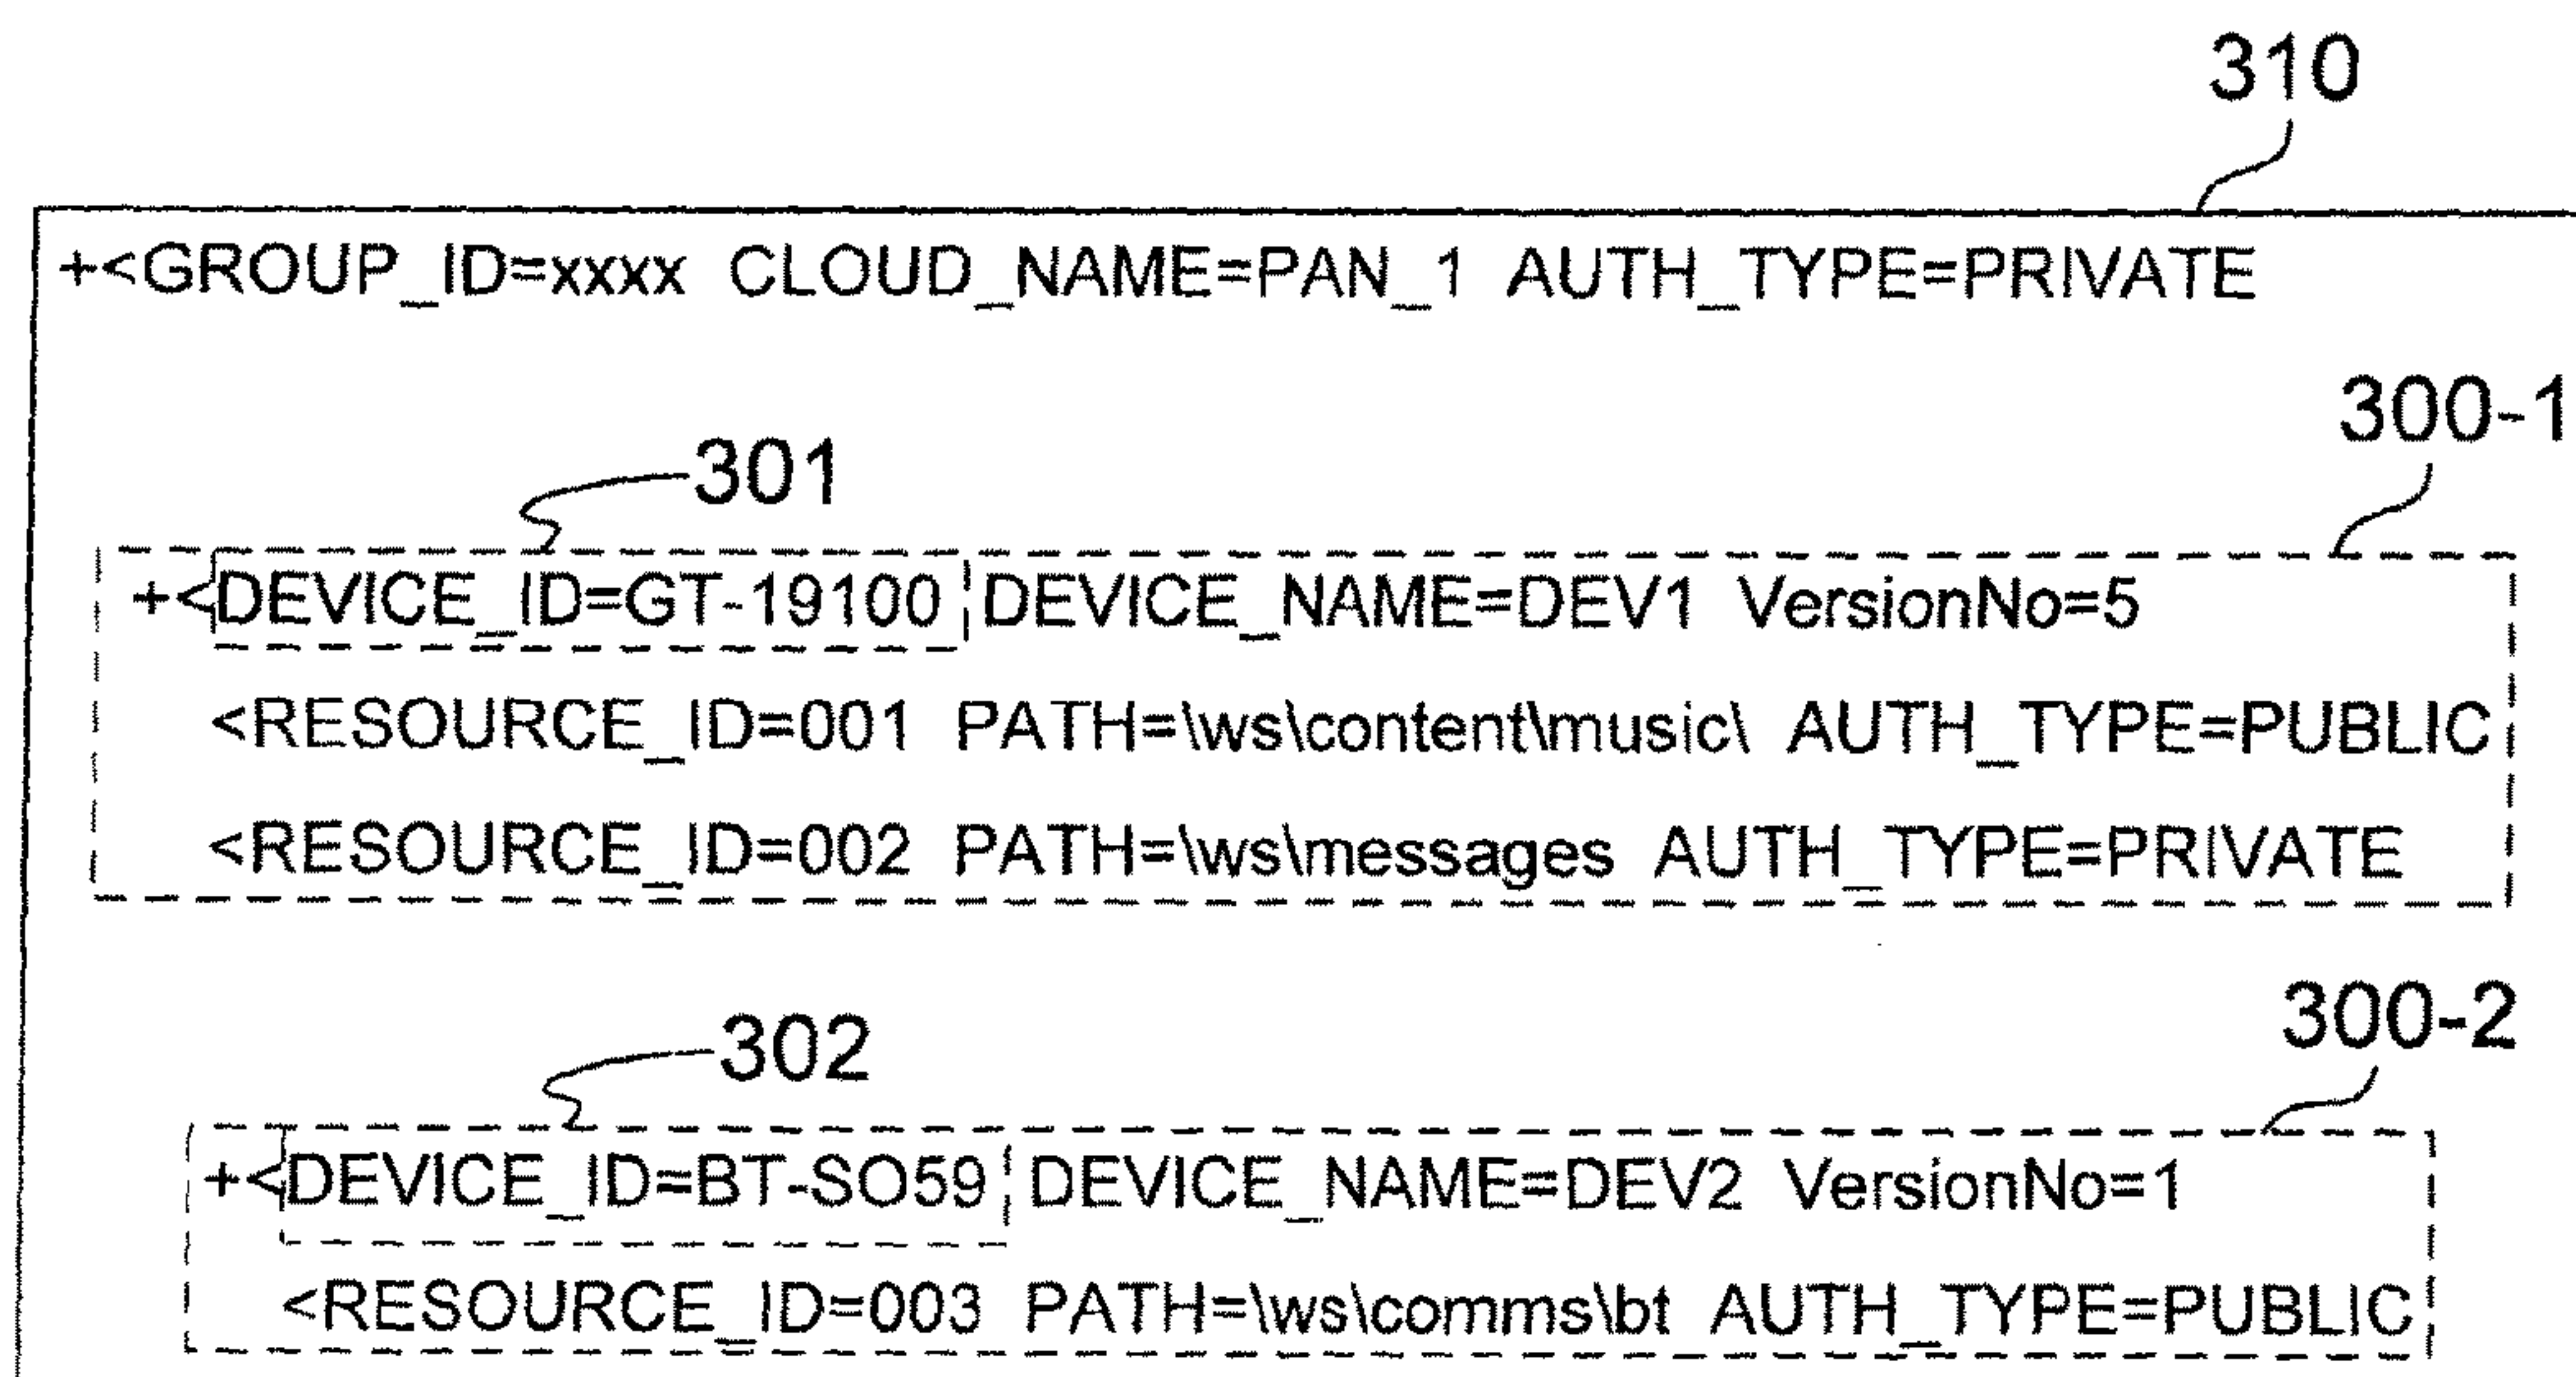 310
+<GROUP_ID=xxxx CLOUD_NAME=PAN_1 AUTH_TYPE=PRIVATE
300-1
301
+<DEVICE_ID=GT-19100 DEVICE_NAME=DEV1 VersionNo=5
<RESOURCE_ID=001 PATH=\ws\content\music\ AUTH_TYPE=PUBLIC
<RESOURCE_ID=002 PATH=\ws\messages AUTH_TYPE=PRIVATE
300-2
302
+<DEVICE_ID=BT-SO59 DEVICE_NAME=DEV2 VersionNo=1
<RESOURCE_ID=003 PATH=\ws\comms\bt AUTH_TYPE=PUBLIC